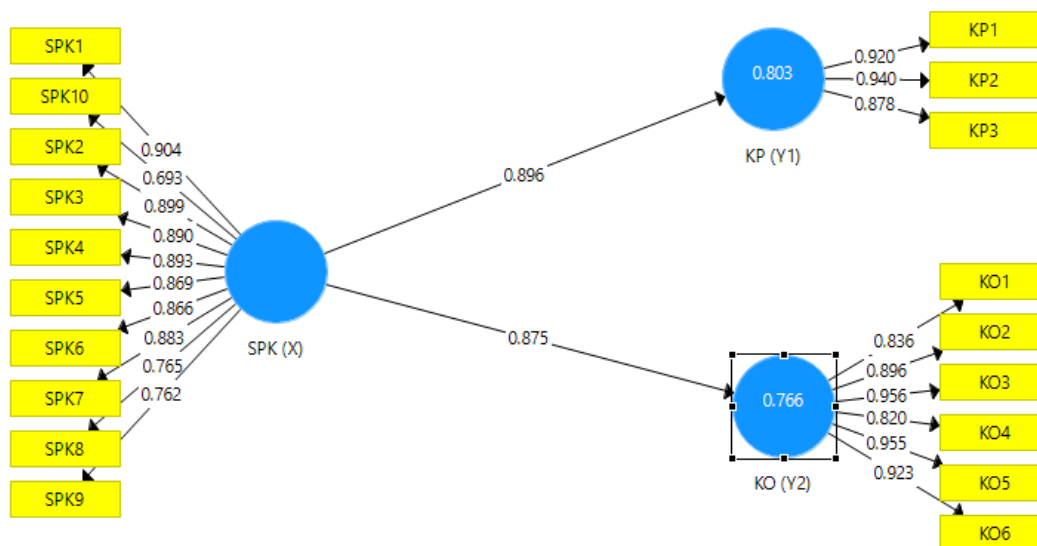 SPK1
SPK10
SPK2
SPK3
SPK4
SPK5
SPK6
SPK7
SPK8
SPK9
0.904
0.693
0.899
0.890
0.893
0.869
0.866
0.883
0.765
0.762
SPK (X)
0.896
0.875
0.803
KP (Y1)
0.920
0.940
0.878
KP1
KP2
KP3
0.766
KO (Y2)
0.836
0.896
0.956
0.820
0.955
0.923
KO1
KO2
KO3
KO4
KO5
KO6